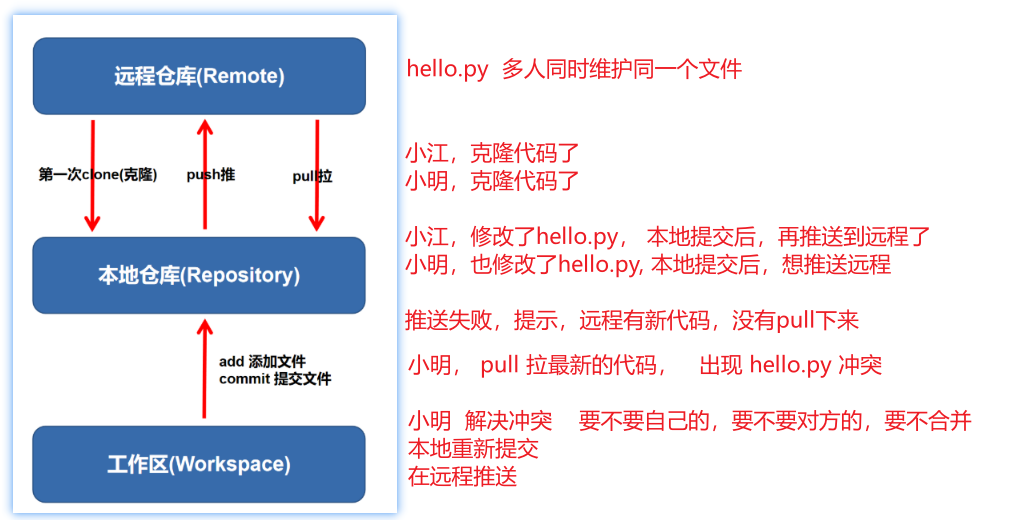 远程仓库(Remote)
第一次clone(克隆)
push推
pull拉
本地仓库(Repository)
add 添加文件
commit 提交文件
工作区(Workspace)
hello.py 多人同时维护同一个文件
小江，克隆代码了
小明，克隆代码了
小江，修改了hello.py， 本地提交后，再推送到远程了
小明，也修改了hello.py, 本地提交后，想推送远程
推送失败，提示，远程有新代码，没有pull下来
小明， pull 拉最新的代码， 出现 hello.py 冲突
小明 解决冲突 要不要自己的，要不要对方的，要不合并
本地重新提交
在远程推送